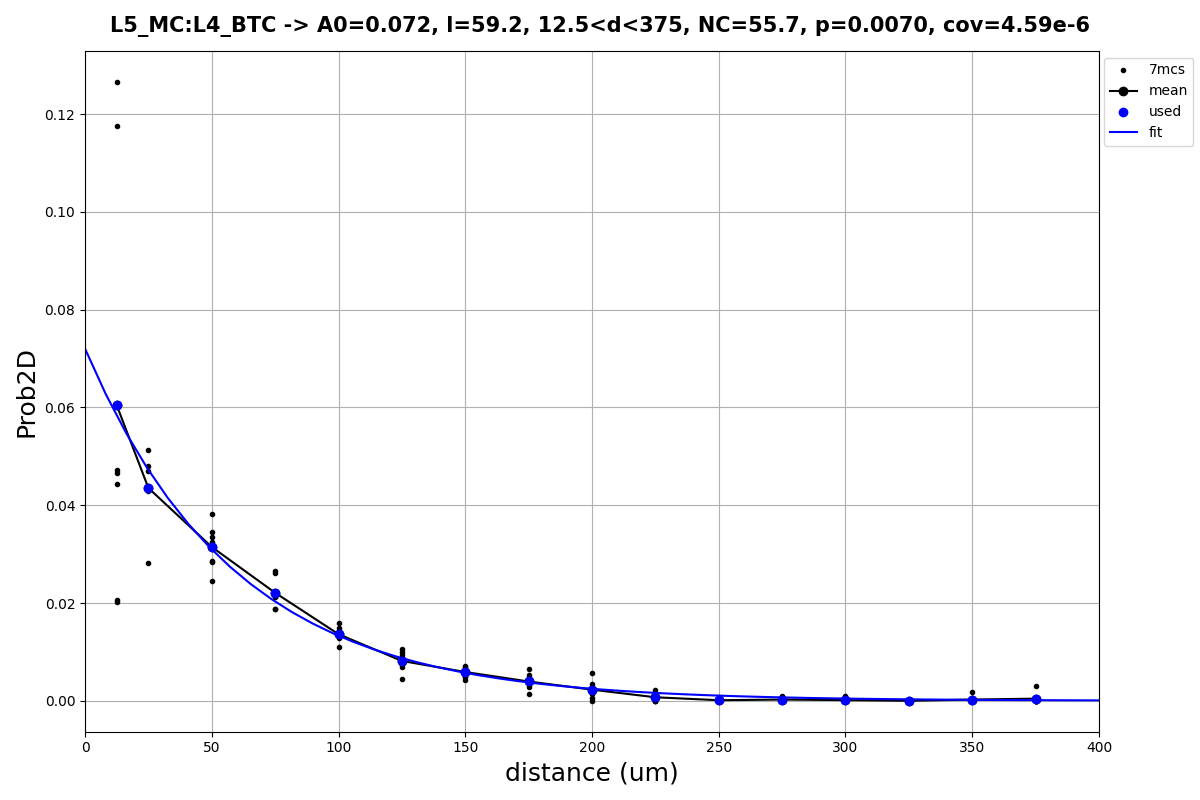 L5_MC:L4_BTC -> A0=0.072, l=59.2, 12.5<d<375, NC=55.7, p=0.0070, cov=4.59e-6
7mcs
mean
used
fit
0.12
0.10
0.08
0.06
0.04
0.02
0.00
Prob2D
0 50 100 150 200 250 300 350 400
distance (um)